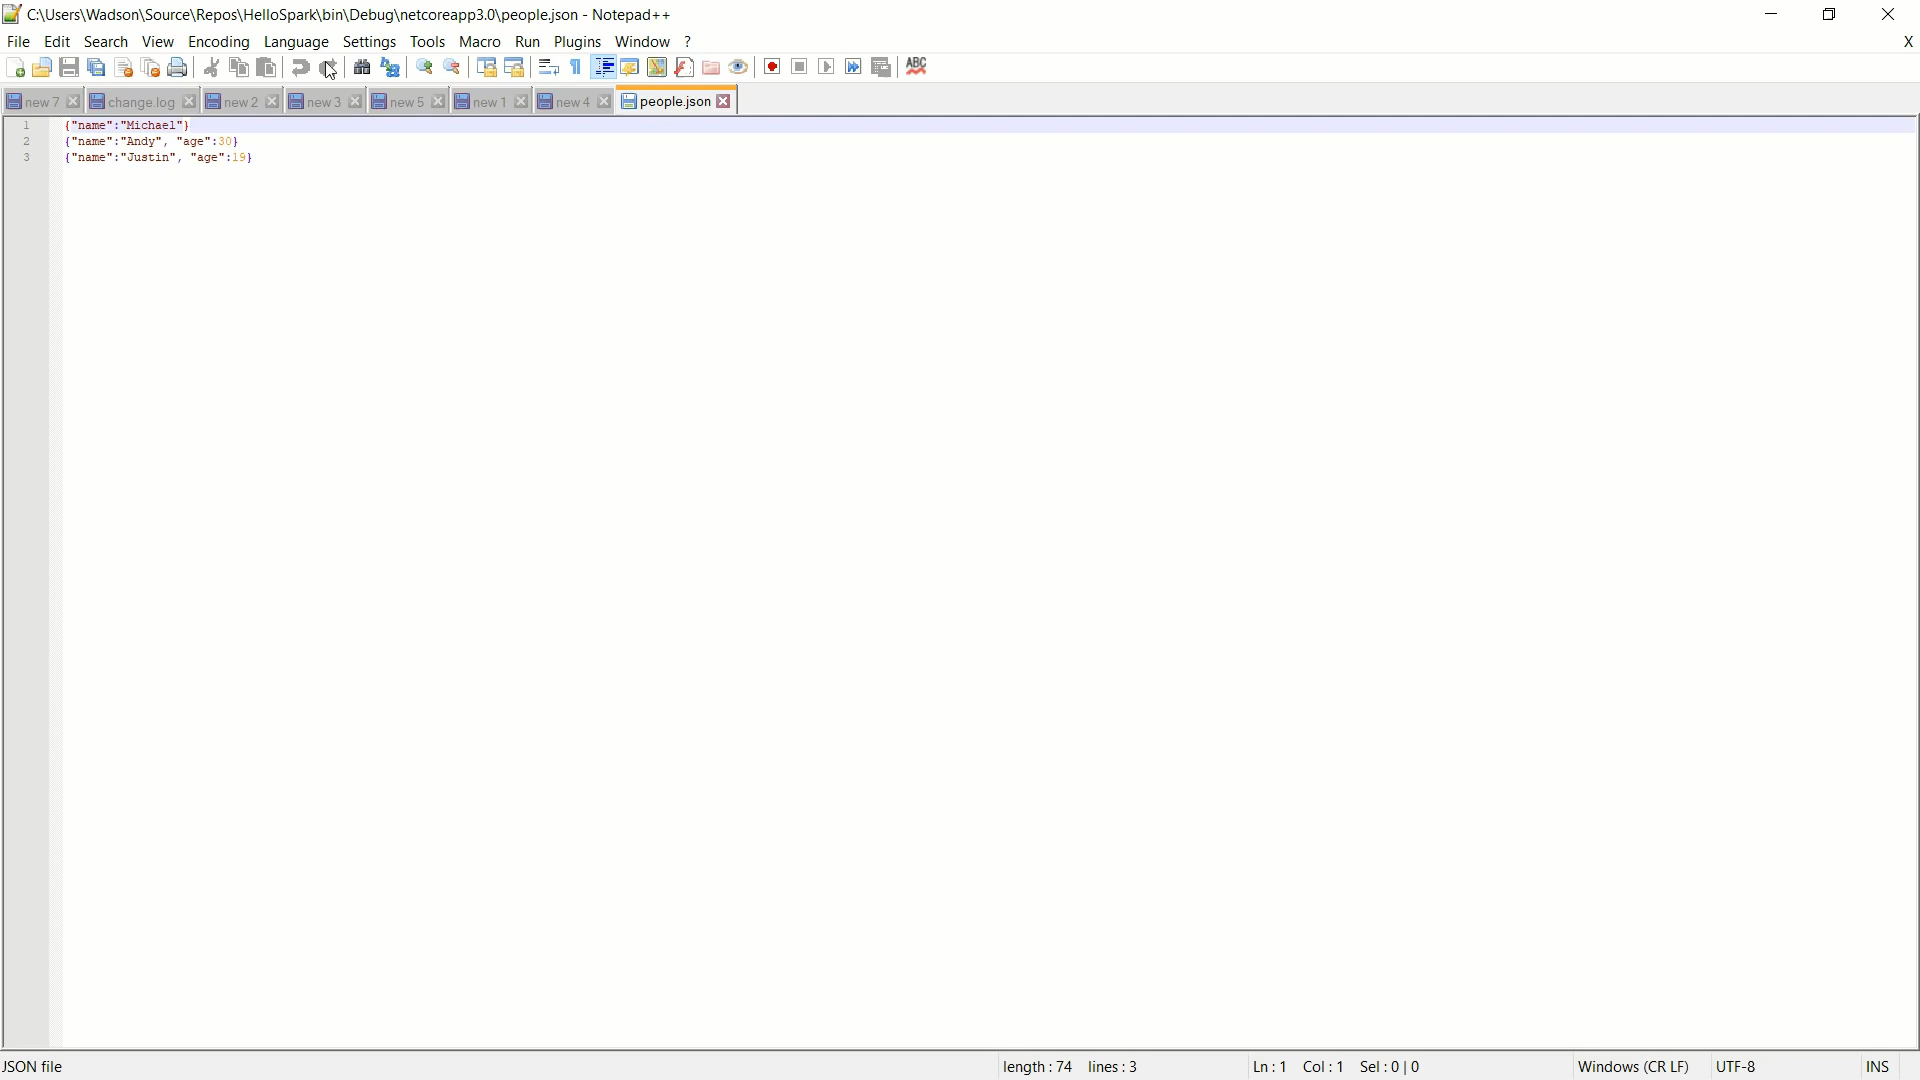 C:\Users\Wadson\Source\Repos\HelloSpark\bin\Debug\netcoreapp3.0\people.json - Notepad++
File Edit Search View Encoding Language Settings Tools Macro Run Plugins Window ? X
ABC
new 7 change.log new 2 new 3 new 5 new 1 new 4 people.json
1 {"name":"Michael"}
2 {"name":"Andy", "age":30}
3 {"name":"Justin", "age":19}
JSON file length : 74 lines : 3 Ln : 1 Col : 1 Sel : 0 | 0 Windows (CR LF) UTF-8 INS